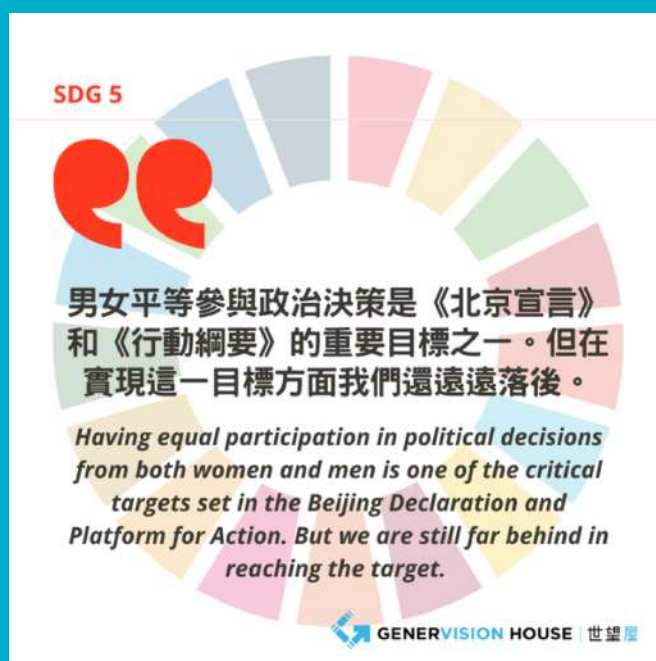 SDG 5
男女平等參與政治決策是《北京宣言》
和《行動綱要》的重要目標之一。但在
實現這一目標方面我們還遠遠落後。
Having equal participation in political decisions
from both women and men is one of the critical
targets set in the Beijing Declaration and
Platform for Action. But we are still far behind in
reaching the target.
GENERVISION HOUSE | 世望屋